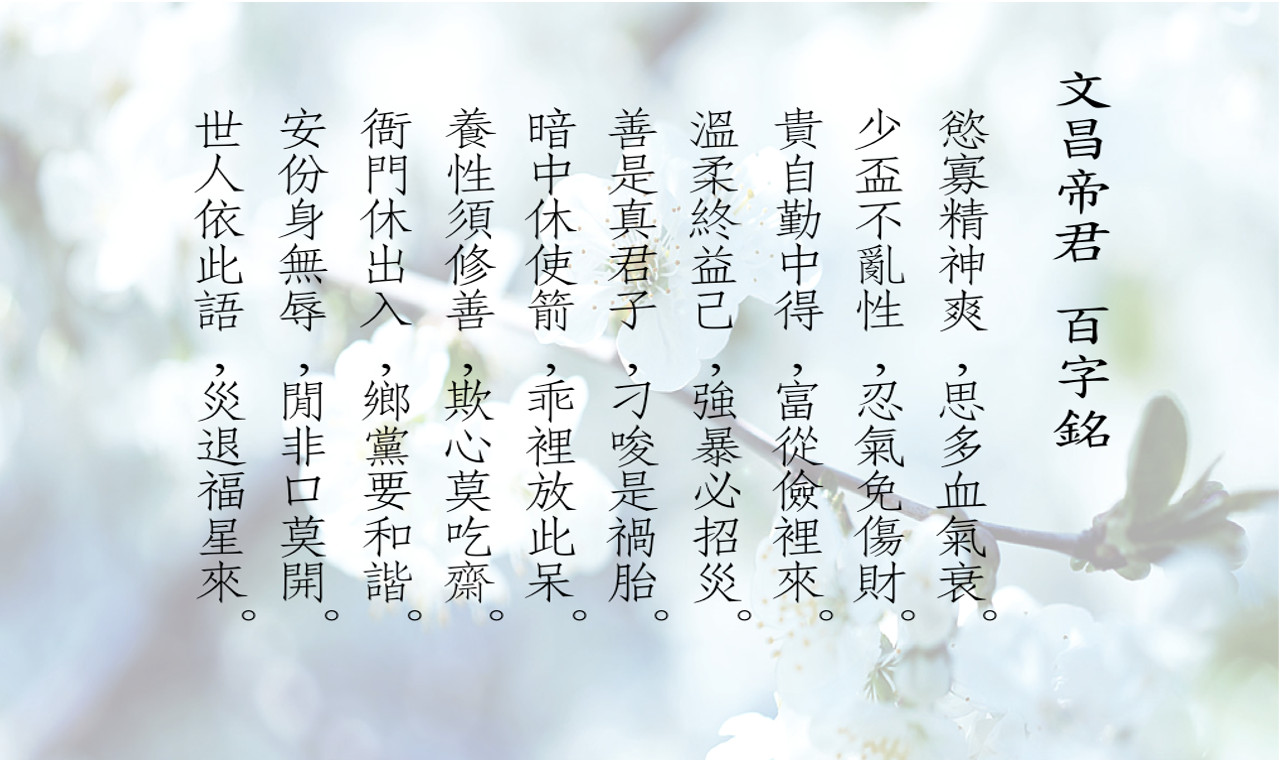 文昌帝君 百字銘
慾寡精神爽，思多血氣衰。
少盃不亂性，忍氣免傷財。
貴自勤中得，富從儉裡來。
溫柔終益己，強暴必招災。
善是真君子，刁唆是禍胎。
暗中休使箭，乖裡放此呆。
養性須修善，欺心莫吃齋。
衙門休出入，鄉黨要和諧。
安份身無辱，閒非口莫開。
世人依此語，災退福星來。